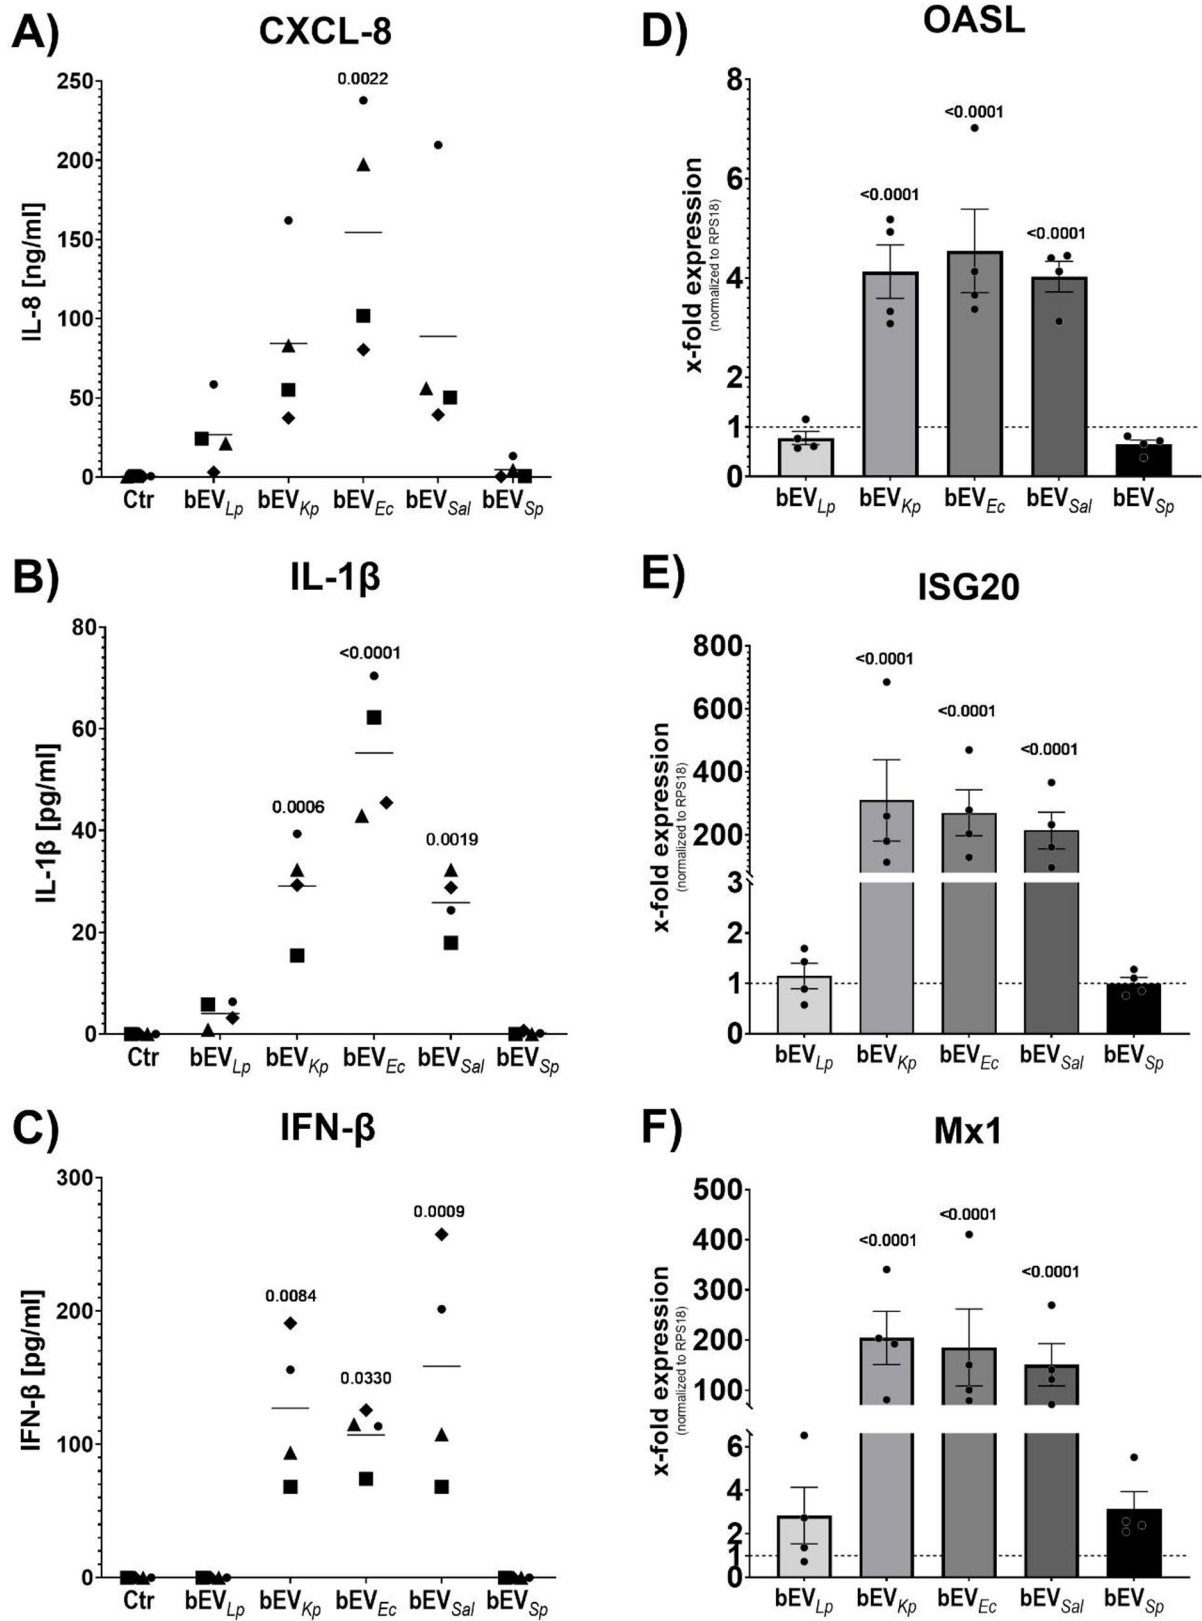 A)
CXCL-8
IL-8 [ng/ml]
250
200
150
100
50
0
0.0022
Ctr bEVLp bEVKp bEVEc bEVSal bEVSp
D)
OASL
x-fold expression
(normalized to RPS18)
8
6
4
2
1
0
<0.0001
<0.0001
<0.0001
bEVLp bEVKp bEVEc bEVSal bEVSp
B)
IL-1β
IL-1β [pg/ml]
80
60
40
20
0
0.0006
<0.0001
0.0019
Ctr bEVLp bEVKp bEVEc bEVSal bEVSp
E)
ISG20
x-fold expression
(normalized to RPS18)
800
600
400
200
3
2
1
0
<0.0001
<0.0001
<0.0001
bEVLp bEVKp bEVEc bEVSal bEVSp
C)
IFN-β
IFN-β [pg/ml]
300
200
100
0
0.0084
0.0330
0.0009
Ctr bEVLp bEVKp bEVEc bEVSal bEVSp
F)
Mx1
x-fold expression
(normalized to RPS18)
500
400
300
200
100
6
4
2
1
0
<0.0001
<0.0001
<0.0001
bEVLp bEVKp bEVEc bEVSal bEVSp